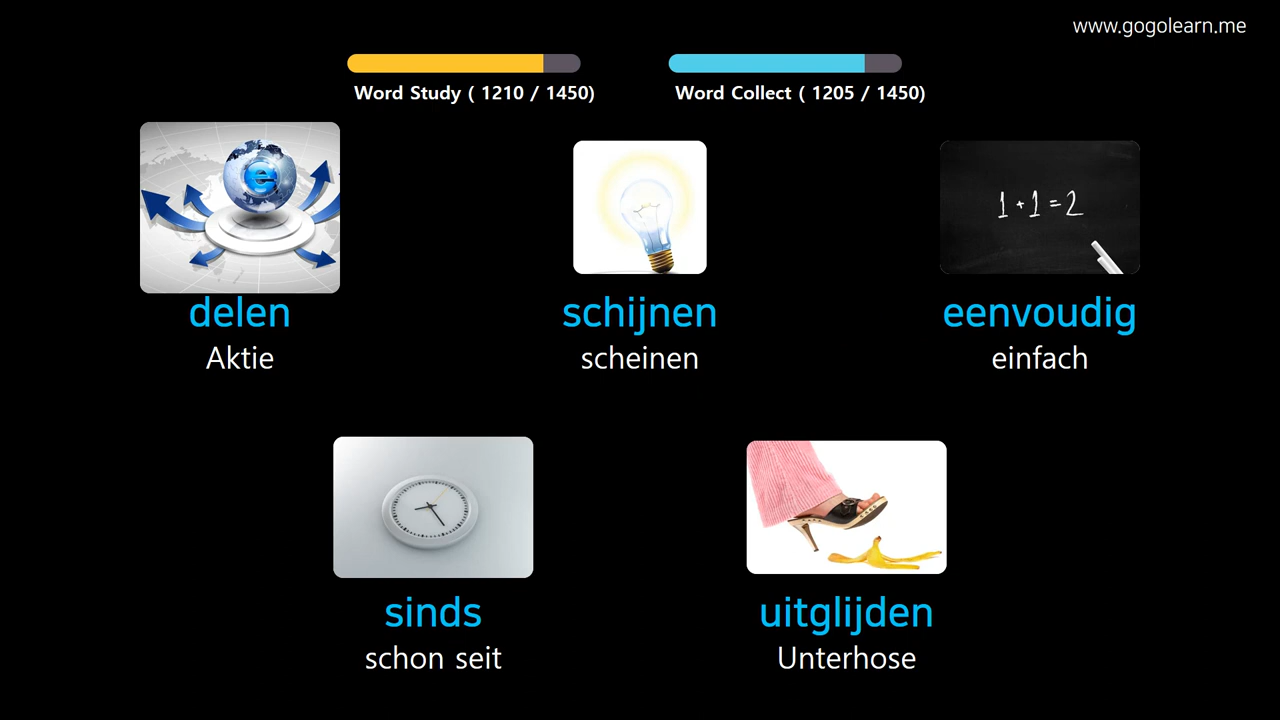 www.gogolearn.me
Word Study ( 1210 / 1450)
Word Collect ( 1205 / 1450)
e
1 + 1 = 2
delen
Aktie
schijnen
scheinen
eenvoudig
einfach
sinds
schon seit
uitglijden
Unterhose